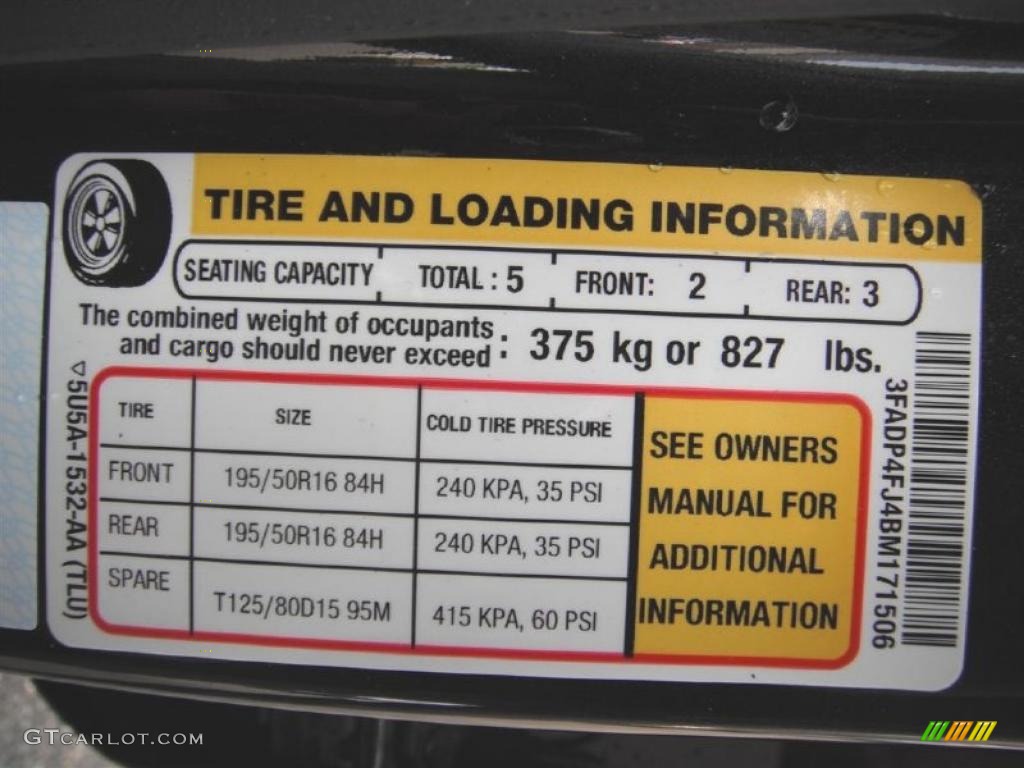 TIRE AND LOADING INFORMATION
SEATING CAPACITY TOTAL : 5 FRONT: 2 REAR: 3
The combined weight of occupants
and cargo should never exceed : 375 kg or 827 lbs.
TIRE SIZE COLD TIRE PRESSURE
FRONT 195/50R16 84H 240 KPA, 35 PSI
REAR 195/50R16 84H 240 KPA, 35 PSI
SPARE T125/80D15 95M 415 KPA, 60 PSI
SEE OWNERS
MANUAL FOR
ADDITIONAL
INFORMATION
5U5A-1532-AA (TLU)
3FADP4FJ4BM171506
GTCARLOT.COM